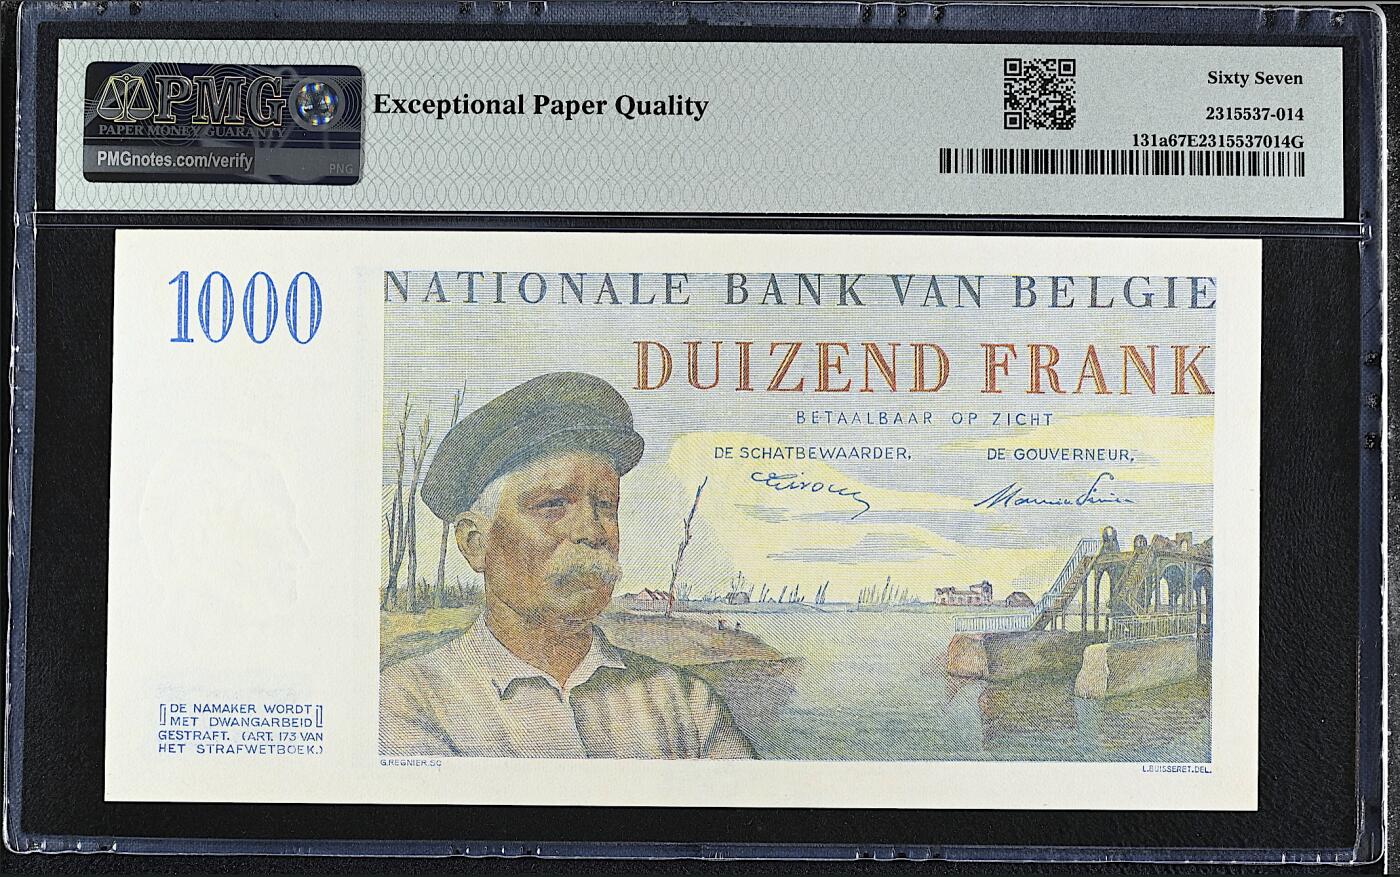 PMG
PAPER MONEY GUARANTY
PMGnotes.com/verify
PNG
Exceptional Paper Quality
Sixty Seven
2315537-014
131a67E2315537014G
1000
NATIONALE BANK VAN BELGIE
DUIZEND FRANK
BETAALBAAR OP ZICHT
DE SCHATBEWAARDER,
DE GOUVERNEUR,
DE NAMAKER WORDT
MET DWANGARBEID
GESTRAFT. (ART. 173 VAN
HET STRAFWETBOEK.)
G.REGNIER.SC
L.BUISSERET.DEL.